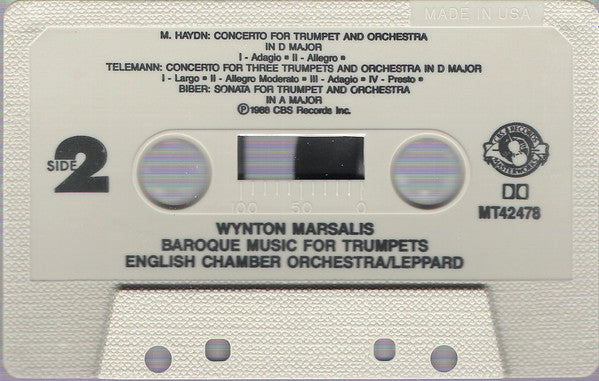 MADE IN USA
M. HAYDN: CONCERTO FOR TRUMPET AND ORCHESTRA
IN D MAJOR
I - Adagio • II - Allegro •
TELEMANN: CONCERTO FOR THREE TRUMPETS AND ORCHESTRA IN D MAJOR
I - Largo • II - Allegro Moderato • III - Adagio • IV - Presto •
BIBER: SONATA FOR TRUMPET AND ORCHESTRA
IN A MAJOR
Ⓟ 1988 CBS Records Inc.
SIDE 2
CBS RECORDS
MASTERWORKS
100 50 0
MT42478
WYNTON MARSALIS
BAROQUE MUSIC FOR TRUMPETS
ENGLISH CHAMBER ORCHESTRA/LEPPARD